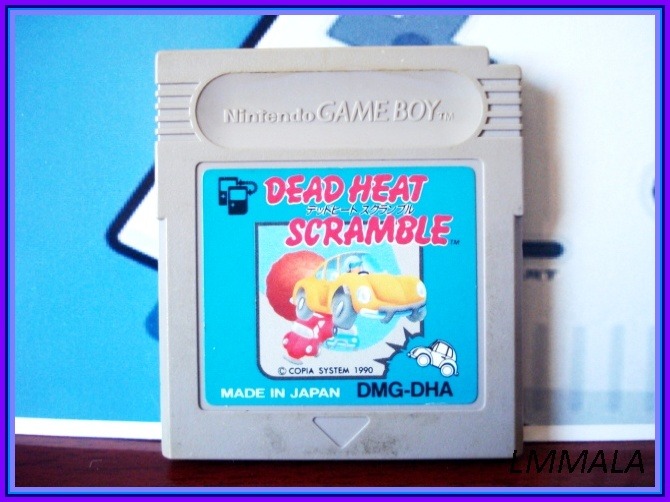 Nintendo GAME BOY TM
DEAD HEAT
デッドヒート スクランブル
SCRAMBLE TM
© COPIA SYSTEM 1990
MADE IN JAPAN DMG-DHA
LMMALA